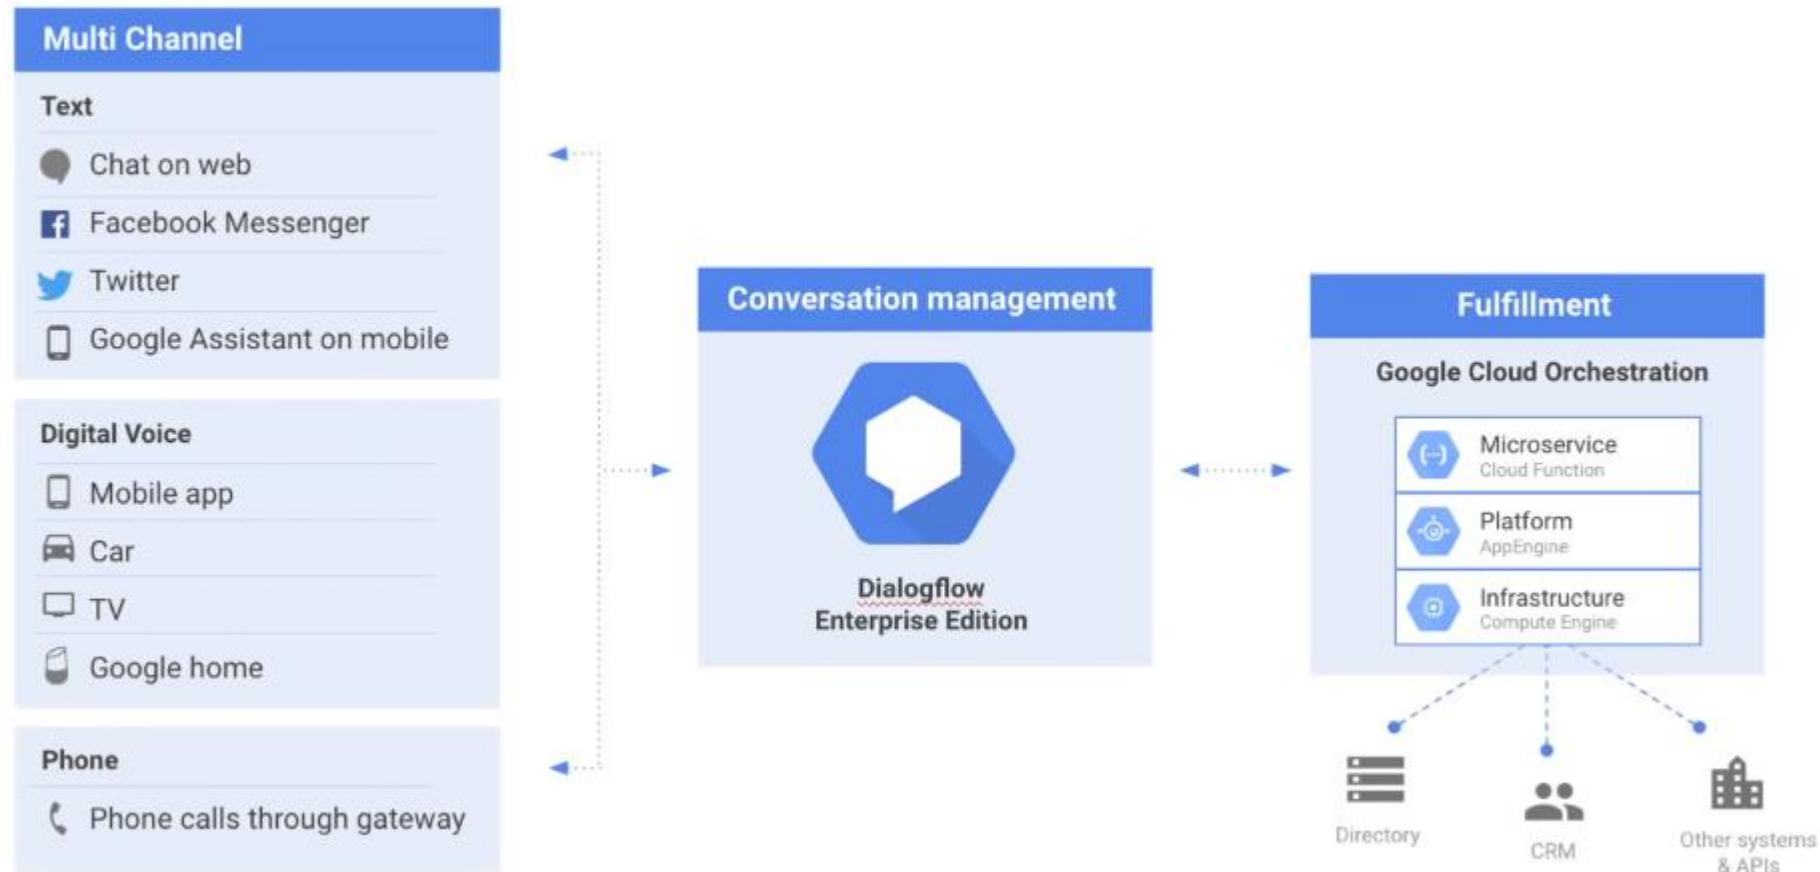 Multi Channel
Text
Chat on web
Facebook Messenger
Twitter
Google Assistant on mobile
Digital Voice
Mobile app
Car
TV
Google home
Phone
Phone calls through gateway
Conversation management
Dialogflow
Enterprise Edition
Fulfillment
Google Cloud Orchestration
Microservice
Cloud Function
Platform
AppEngine
Infrastructure
Compute Engine
Directory
CRM
Other systems
& APIs